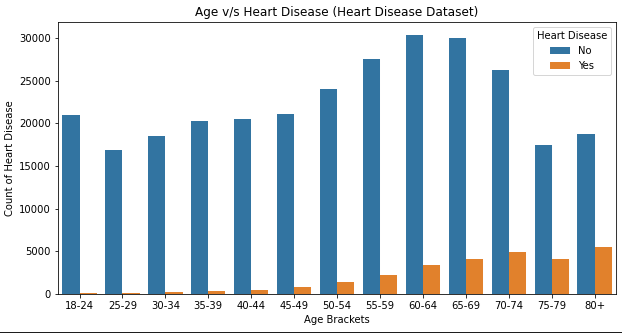 Age v/s Heart Disease (Heart Disease Dataset)
Heart Disease
No
Yes
30000
25000
20000
15000
10000
5000
0
Count of Heart Disease
18-24 25-29 30-34 35-39 40-44 45-49 50-54 55-59 60-64 65-69 70-74 75-79 80+
Age Brackets